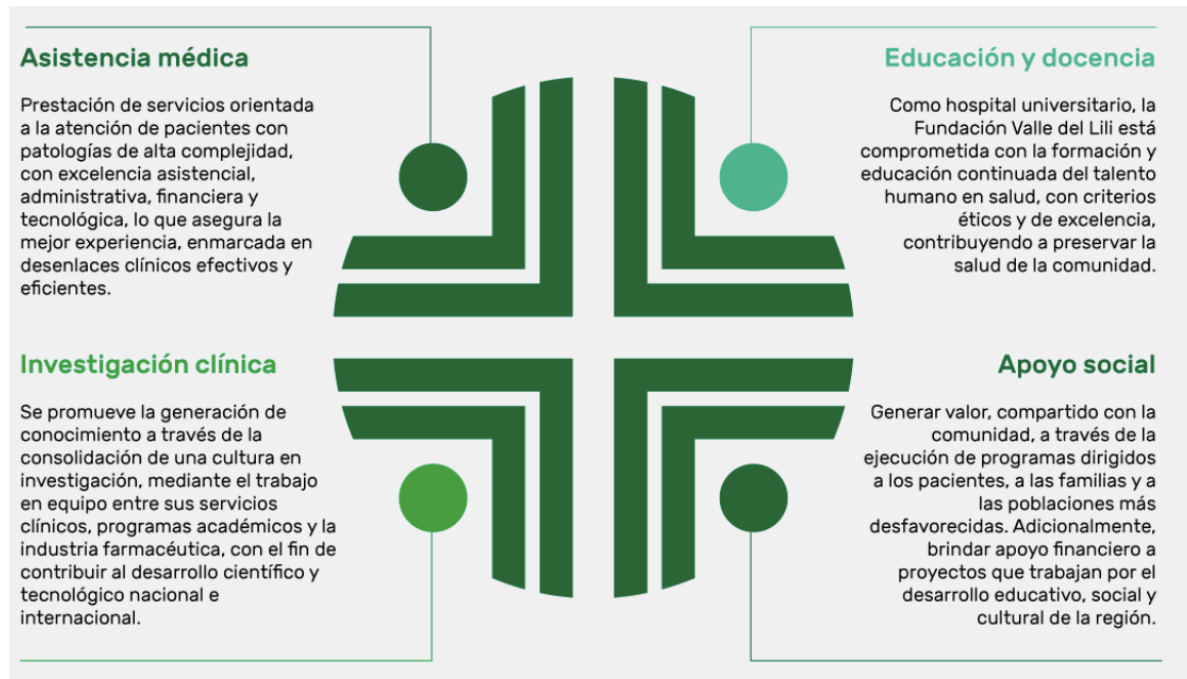 Asistencia médica
Prestación de servicios orientada
a la atención de pacientes con
patologías de alta complejidad,
con excelencia asistencial,
administrativa, financiera y
tecnológica, lo que asegura la
mejor experiencia, enmarcada en
desenlaces clínicos efectivos y
eficientes.
Educación y docencia
Como hospital universitario, la
Fundación Valle del Lili está
comprometida con la formación y
educación continuada del talento
humano en salud, con criterios
éticos y de excelencia,
contribuyendo a preservar la
salud de la comunidad.
Investigación clínica
Se promueve la generación de
conocimiento a través de la
consolidación de una cultura en
investigación, mediante el trabajo
en equipo entre sus servicios
clínicos, programas académicos y la
industria farmacéutica, con el fin de
contribuir al desarrollo científico y
tecnológico nacional e
internacional.
Apoyo social
Generar valor, compartido con la
comunidad, a través de la
ejecución de programas dirigidos
a los pacientes, a las familias y a
las poblaciones más
desfavorecidas. Adicionalmente,
brindar apoyo financiero a
proyectos que trabajan por el
desarrollo educativo, social y
cultural de la región.